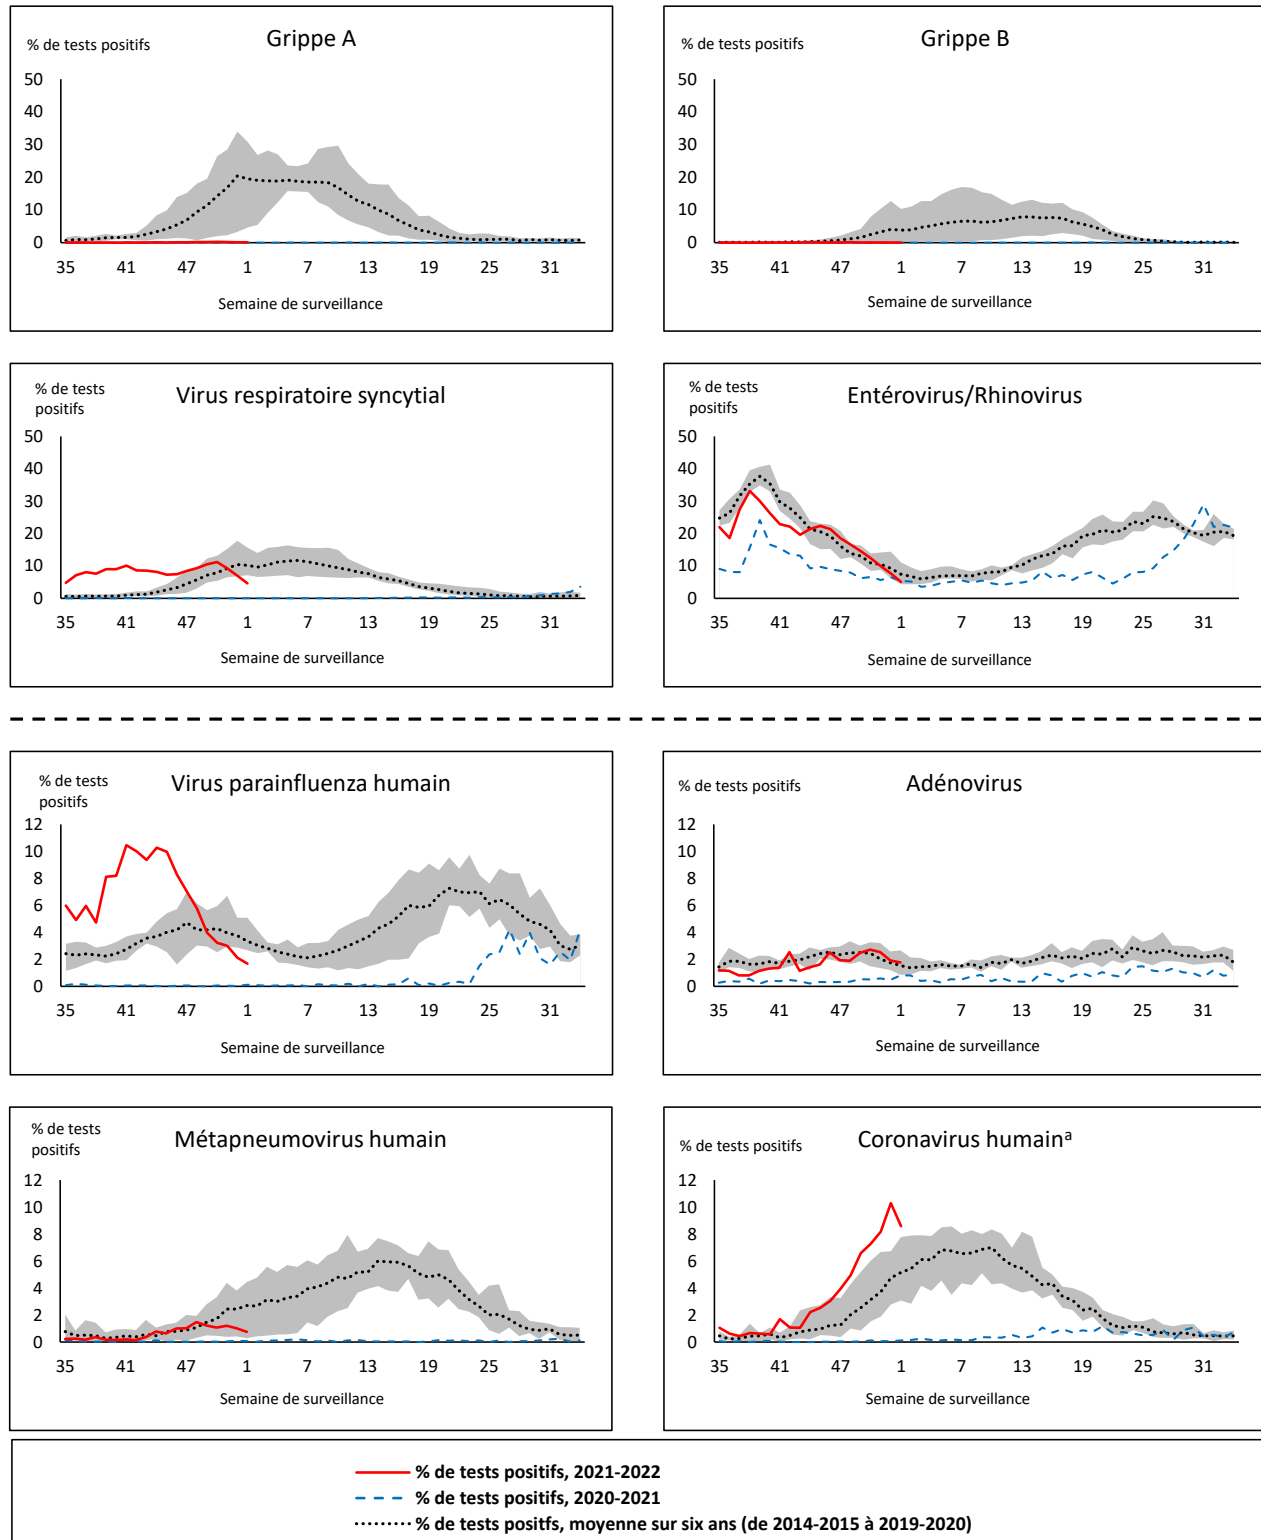 Grippe A
% de tests positifs
50
40
30
20
10
0
35 41 47 1 7 13 19 25 31
Semaine de surveillance
Grippe B
% de tests positifs
50
40
30
20
10
0
35 41 47 1 7 13 19 25 31
Semaine de surveillance
Virus respiratoire syncytial
% de tests
positifs
50
40
30
20
10
0
35 41 47 1 7 13 19 25 31
Semaine de surveillance
Entérovirus/Rhinovirus
% de tests
positifs
50
40
30
20
10
0
35 41 47 1 7 13 19 25 31
Semaine de surveillance
Virus parainfluenza humain
% de tests
positifs
12
10
8
6
4
2
0
35 41 47 1 7 13 19 25 31
Semaine de surveillance
Adénovirus
% de tests positifs
12
10
8
6
4
2
0
35 41 47 1 7 13 19 25 31
Semaine de surveillance
Métapneumovirus humain
% de tests
positifs
12
10
8
6
4
2
0
35 41 47 1 7 13 19 25 31
Semaine de surveillance
Coronavirus humainᵃ
% de tests positifs
12
10
8
6
4
2
0
35 41 47 1 7 13 19 25 31
Semaine de surveillance
% de tests positifs, 2021-2022
% de tests positifs, 2020-2021
% de tests positfs, moyenne sur six ans (de 2014-2015 à 2019-2020)